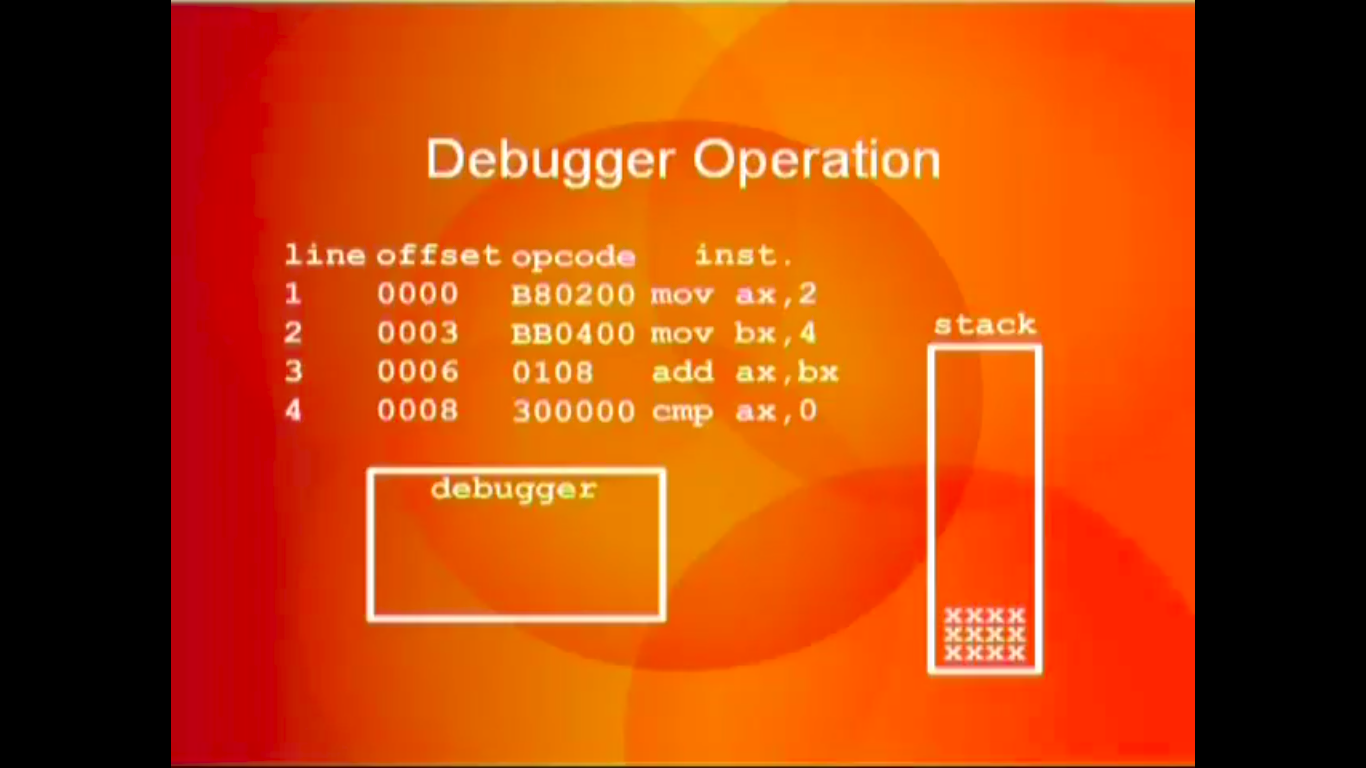 Debugger Operation
line offset opcode inst.
1 0000 B80200 mov ax,2
2 0003 BB0400 mov bx,4
3 0006 0108 add ax,bx
4 0008 300000 cmp ax,0
stack
debugger
xxxx
xxxx
xxxx